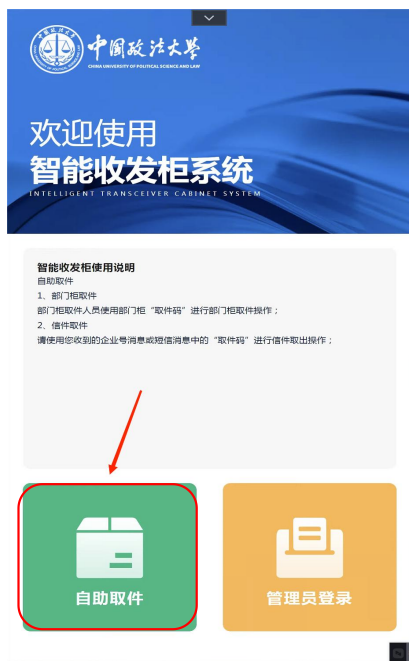 中国政法大学
CHINA UNIVERSITY OF POLITICAL SCIENCE AND LAW
欢迎使用
智能收发柜系统
INTELLIGENT TRANSCEIVER CABINET SYSTEM
智能收发柜使用说明
自助取件
1、部门柜取件
部门柜取件人员使用部门柜“取件码”进行部门柜取件操作；
2、信件取件
请使用您收到的企业号消息或短信消息中的“取件码”进行信件取出操作；
自助取件
管理员登录